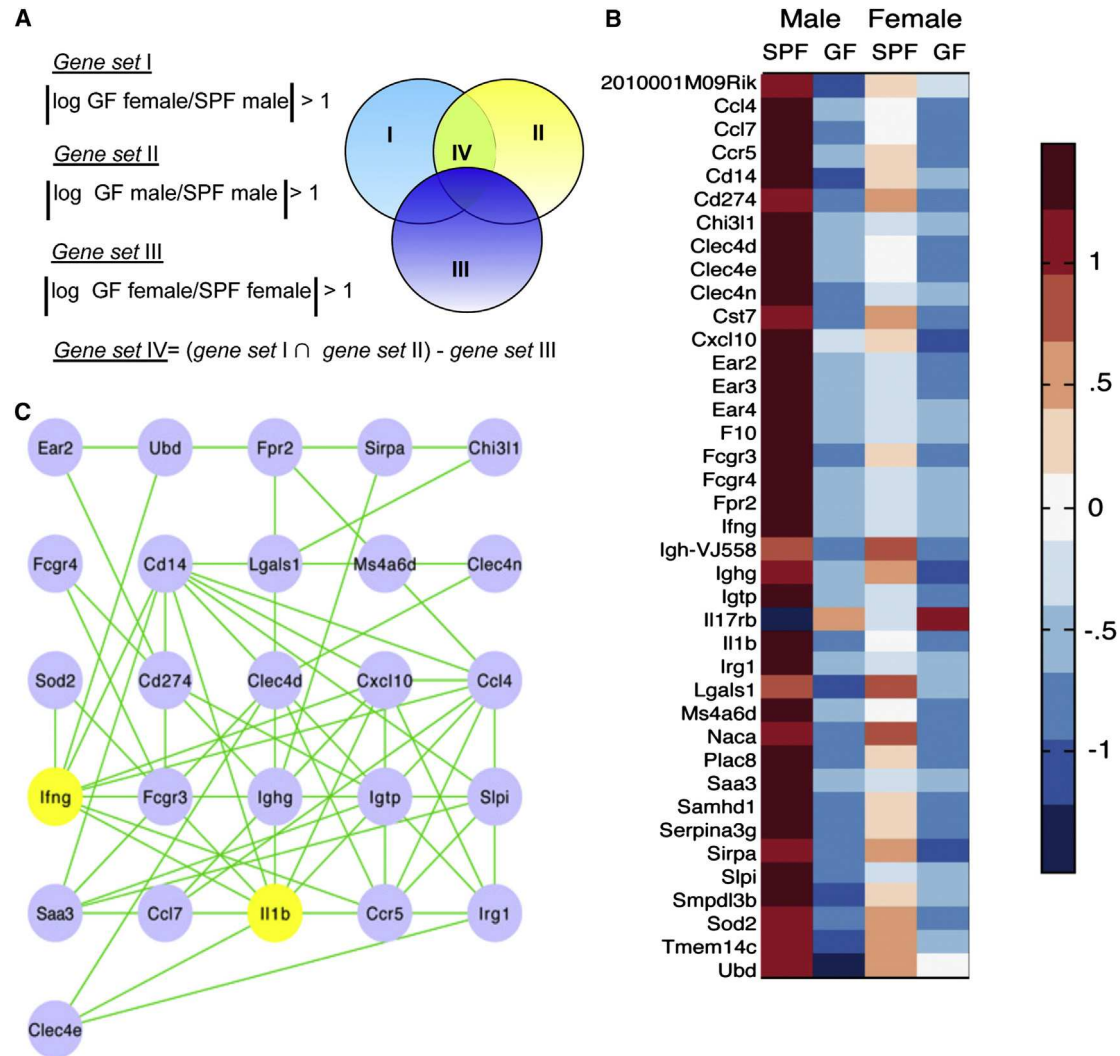 A
Gene set I
|log GF female/SPF male| > 1
Gene set II
|log GF male/SPF male| > 1
Gene set III
|log GF female/SPF female| > 1
Gene set IV= (gene set I ∩ gene set II) - gene set III
I
II
IV
III
B
Male Female
SPF GF SPF GF
2010001M09Rik
Ccl4
Ccl7
Ccr5
Cd14
Cd274
Chi3l1
Clec4d
Clec4e
Clec4n
Cst7
Cxcl10
Ear2
Ear3
Ear4
F10
Fcgr3
Fcgr4
Fpr2
Ifng
Igh-VJ558
Ighg
Igtp
Il17rb
Il1b
Irg1
Lgals1
Ms4a6d
Naca
Plac8
Saa3
Samhd1
Serpina3g
Sirpa
Slpi
Smpdl3b
Sod2
Tmem14c
Ubd
1
.5
0
-.5
-1
C
Ear2 Ubd Fpr2 Sirpa Chi3l1
Fcgr4 Cd14 Lgals1 Ms4a6d Clec4n
Sod2 Cd274 Clec4d Cxcl10 Ccl4
Ifng Fcgr3 Ighg Igtp Slpi
Saa3 Ccl7 Il1b Ccr5 Irg1
Clec4e